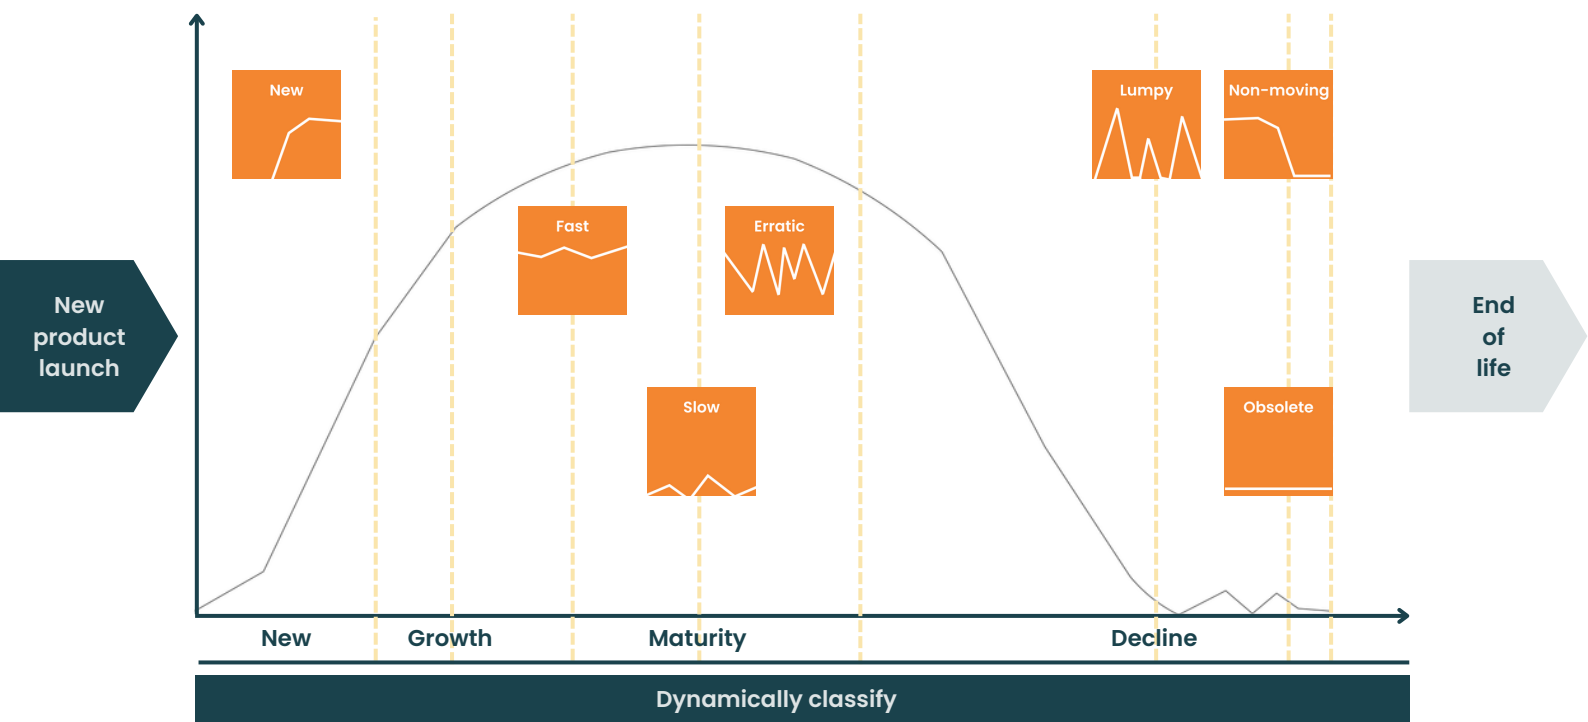 New
Lumpy
Non-moving
Fast
Erratic
New
product
launch
End
of
life
Slow
Obsolete
New
Growth
Maturity
Decline
Dynamically classify